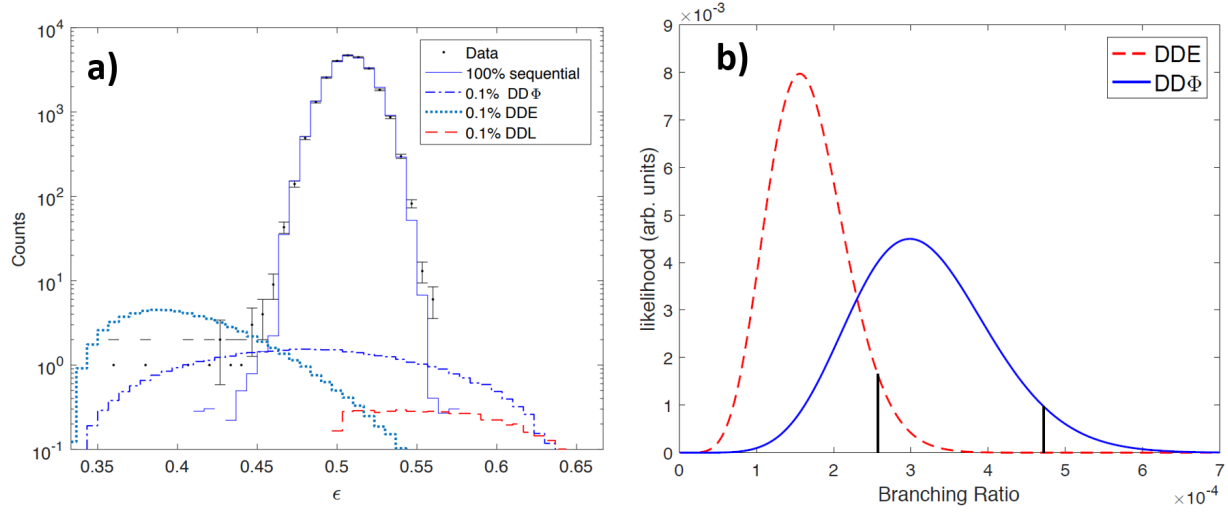 a)
10^4
10^3
10^2
10^1
10^0
10^-1
Counts
Data
100% sequential
0.1% DDΦ
0.1% DDE
0.1% DDL
0.35 0.4 0.45 0.5 0.55 0.6 0.65
ϵ
b)
×10^-3
9
8
7
6
5
4
3
2
1
0
likelihood (arb. units)
DDE
DDΦ
0 1 2 3 4 5 6 7
Branching Ratio
×10^-4